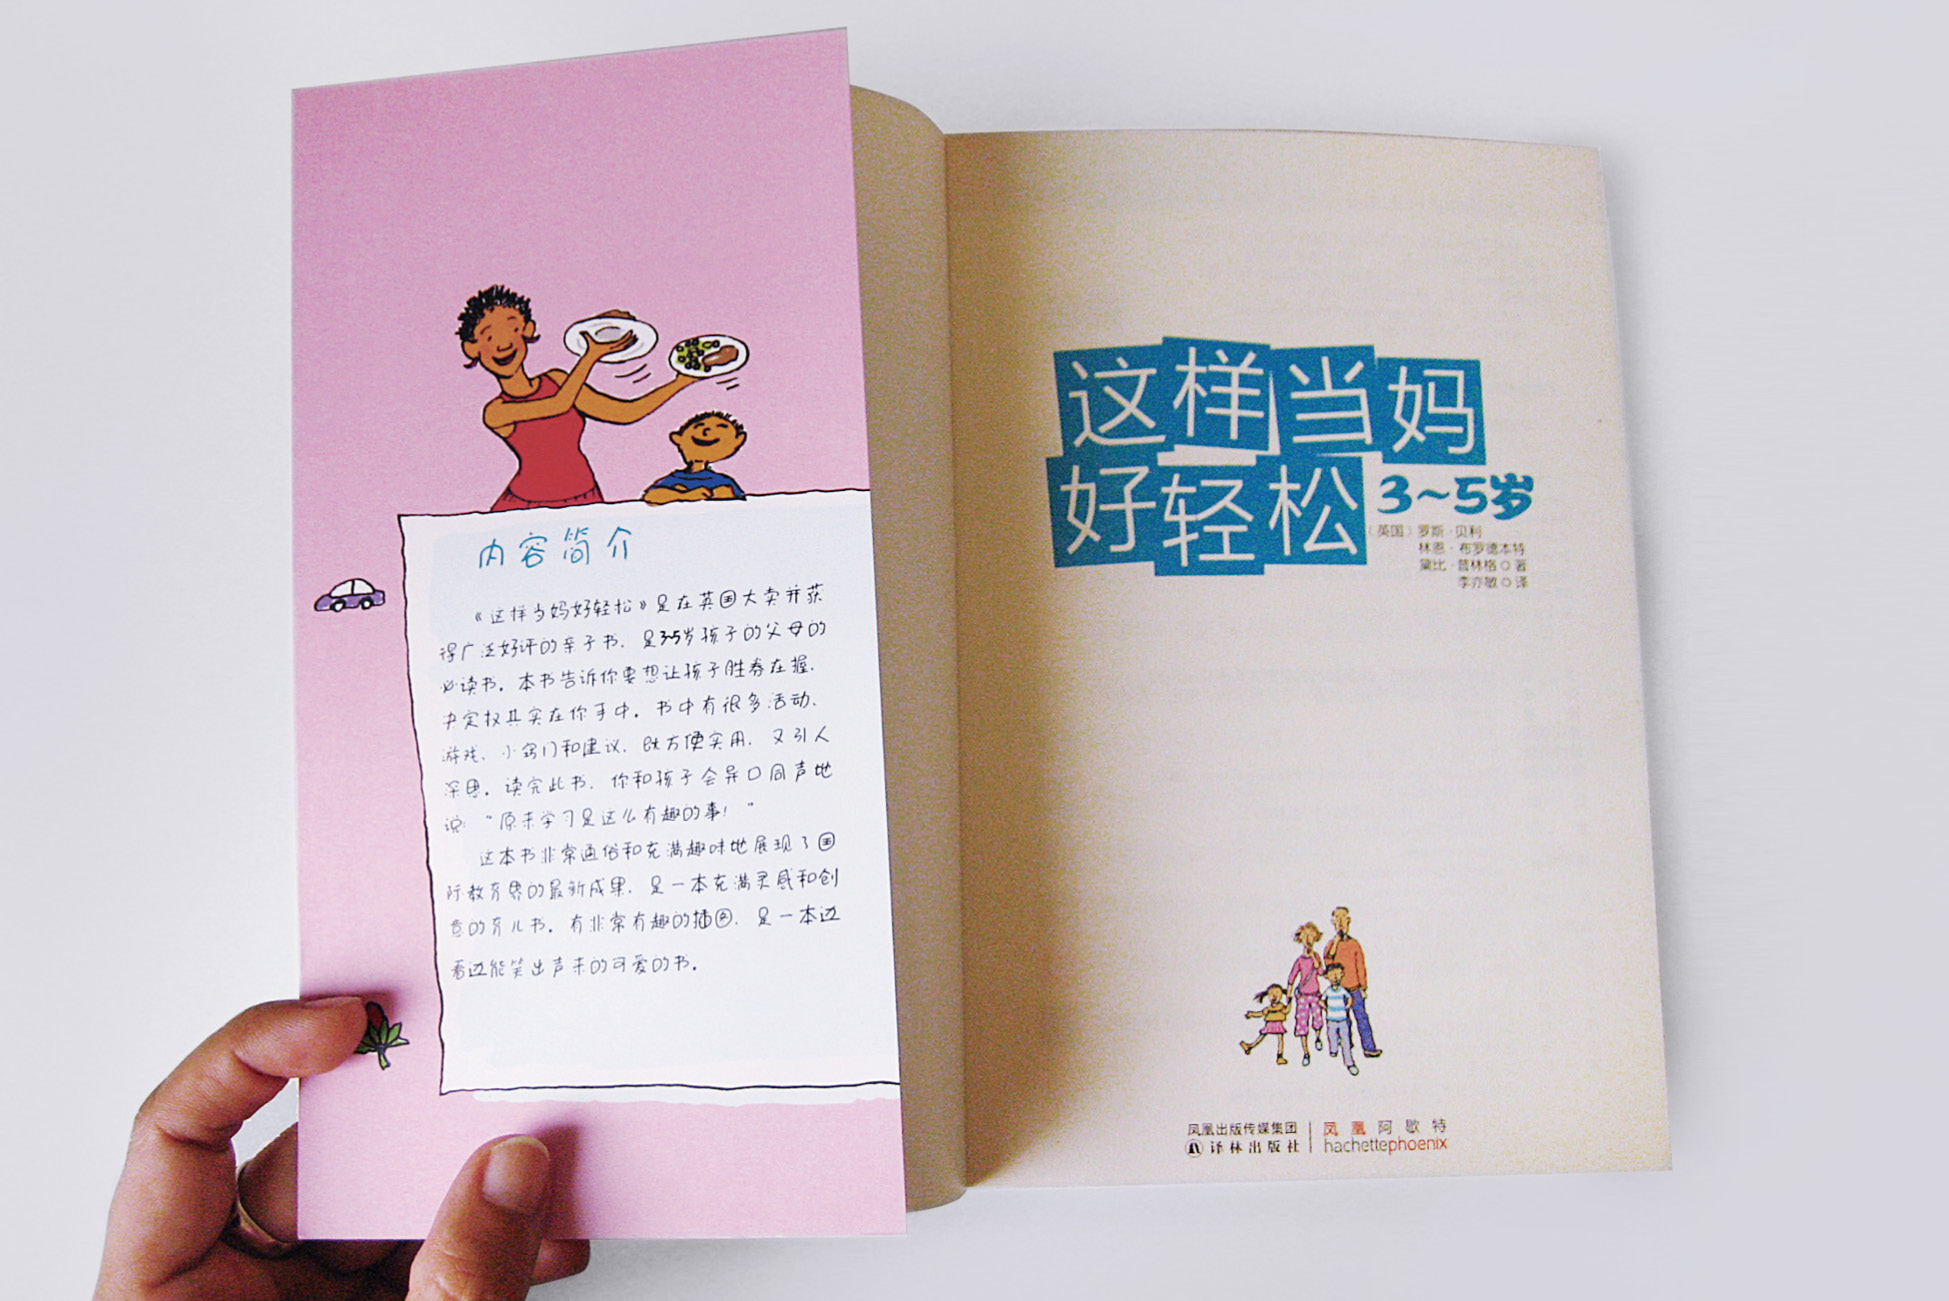 内容简介
《这样当妈好轻松》是在英国大卖并获
得广泛好评的亲子书，是3-5岁孩子的父母的
必读书。本书告诉你要想让孩子胜券在握，
决定权其实在你手中。书中有很多活动、
游戏、小窍门和建议，既方便实用，又引人
深思。读完此书，你和孩子会异口同声地
说：“原来学习是这么有趣的事！”
这本书非常通俗和充满趣味地展现了国
际教育界的最新成果，是一本充满灵感和创
意的育儿书。有非常有趣的插图，是一本边
看边能笑出声来的可爱的书。
这样当妈
好轻松 3～5岁
（英国）罗斯·贝利
林恩·布罗德本特
黛比·普林格 ○ 著
李亦敏 ○ 译
凤凰出版传媒集团
译林出版社
凤凰阿歇特
hachettephoenix